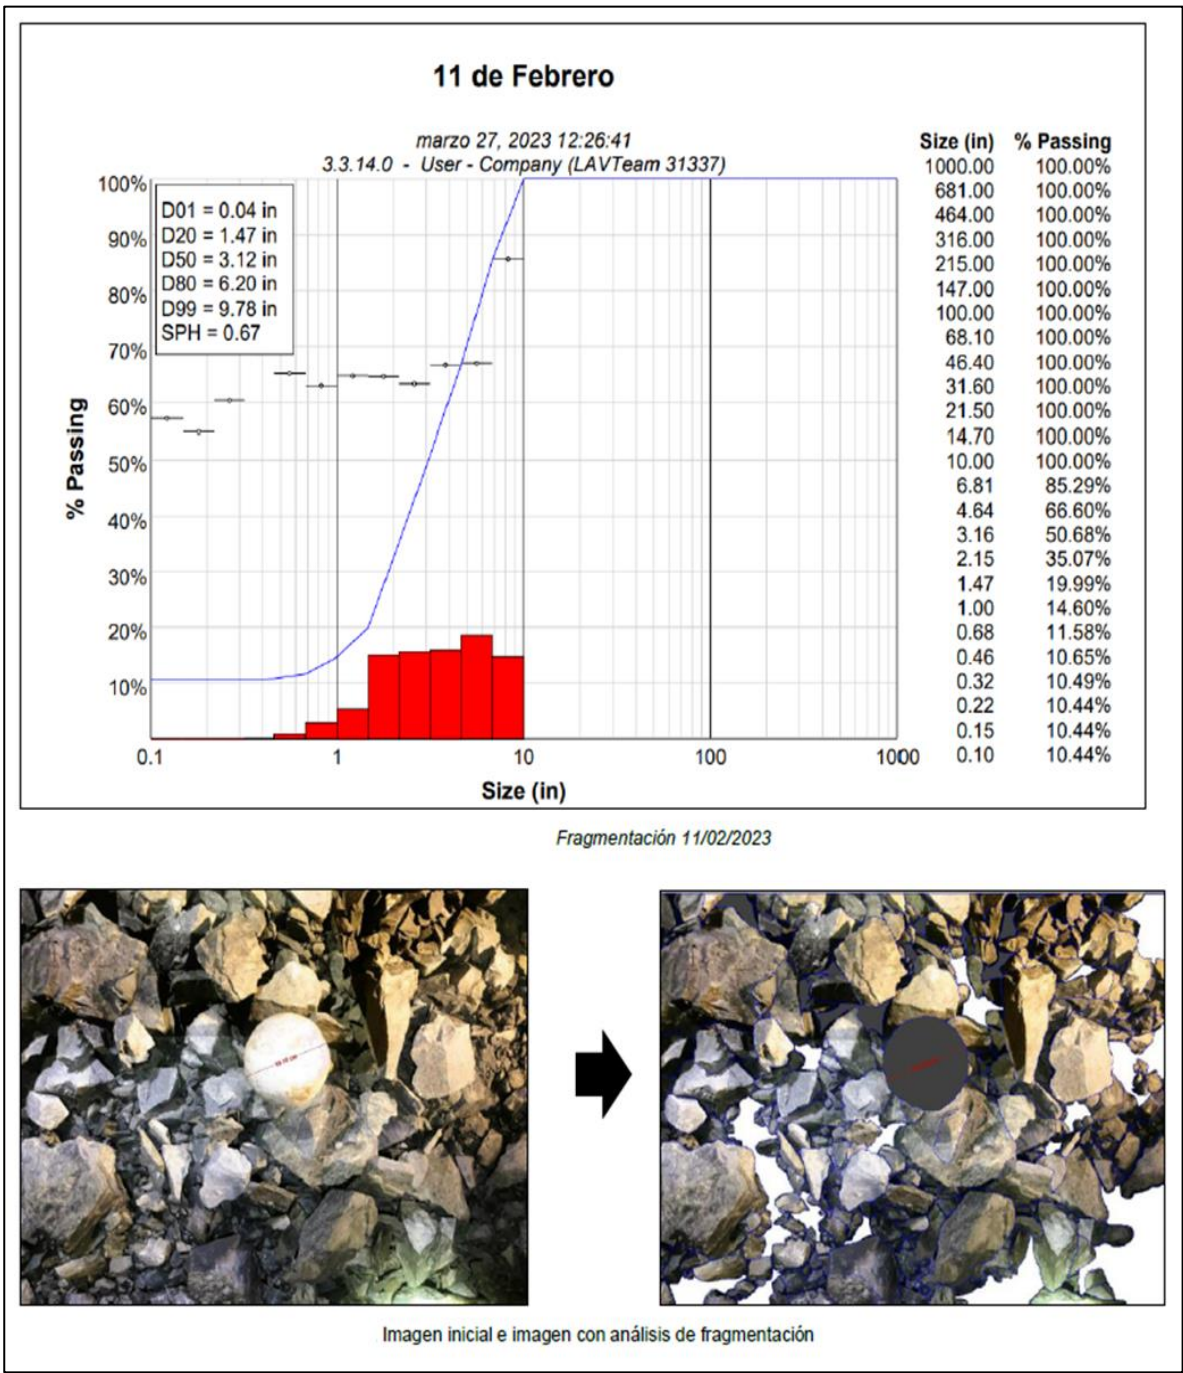 11 de Febrero
marzo 27, 2023 12:26:41
3.3.14.0 - User - Company (LAVTeam 31337)
D01 = 0.04 in
D20 = 1.47 in
D50 = 3.12 in
D80 = 6.20 in
D99 = 9.78 in
SPH = 0.67
% Passing
100%
90%
80%
70%
60%
50%
40%
30%
20%
10%
0.1 1 10 100 1000
Size (in)
Size (in) % Passing
1000.00 100.00%
681.00 100.00%
464.00 100.00%
316.00 100.00%
215.00 100.00%
147.00 100.00%
100.00 100.00%
68.10 100.00%
46.40 100.00%
31.60 100.00%
21.50 100.00%
14.70 100.00%
10.00 100.00%
6.81 85.29%
4.64 66.60%
3.16 50.68%
2.15 35.07%
1.47 19.99%
1.00 14.60%
0.68 11.58%
0.46 10.65%
0.32 10.49%
0.22 10.44%
0.15 10.44%
0.10 10.44%
Fragmentación 11/02/2023
Imagen inicial e imagen con análisis de fragmentación